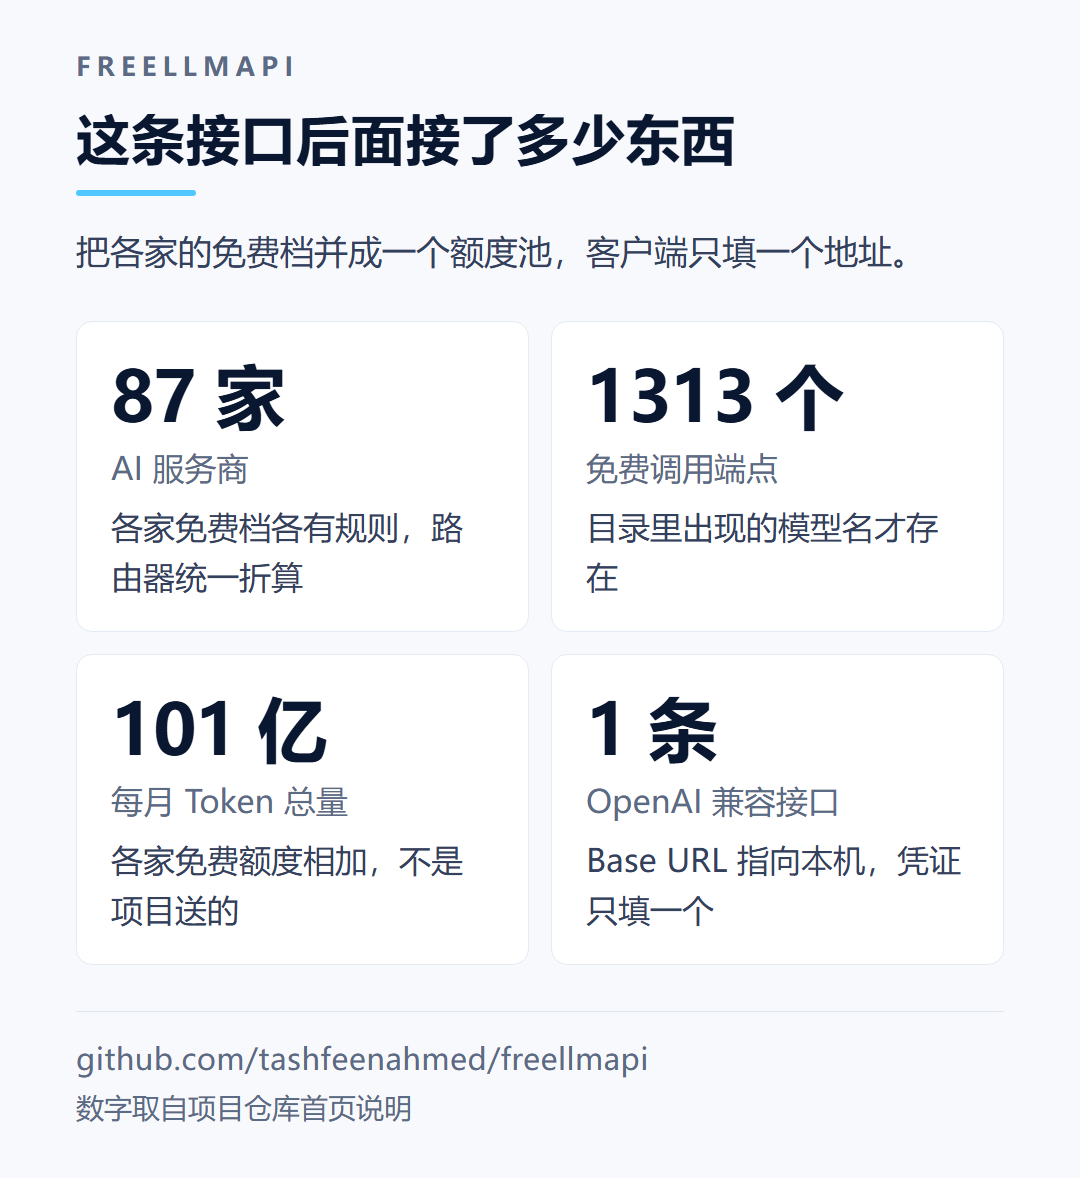 FREELLMAPI
这条接口后面接了多少东西
把各家的免费档并成一个额度池，客户端只填一个地址。
87 家
AI 服务商
各家免费档各有规则，路
由器统一折算
1313 个
免费调用端点
目录里出现的模型名才存
在
101 亿
每月 Token 总量
各家免费额度相加，不是
项目送的
1 条
OpenAI 兼容接口
Base URL 指向本机，凭证
只填一个
github.com/tashfeenahmed/freellmapi
数字取自项目仓库首页说明